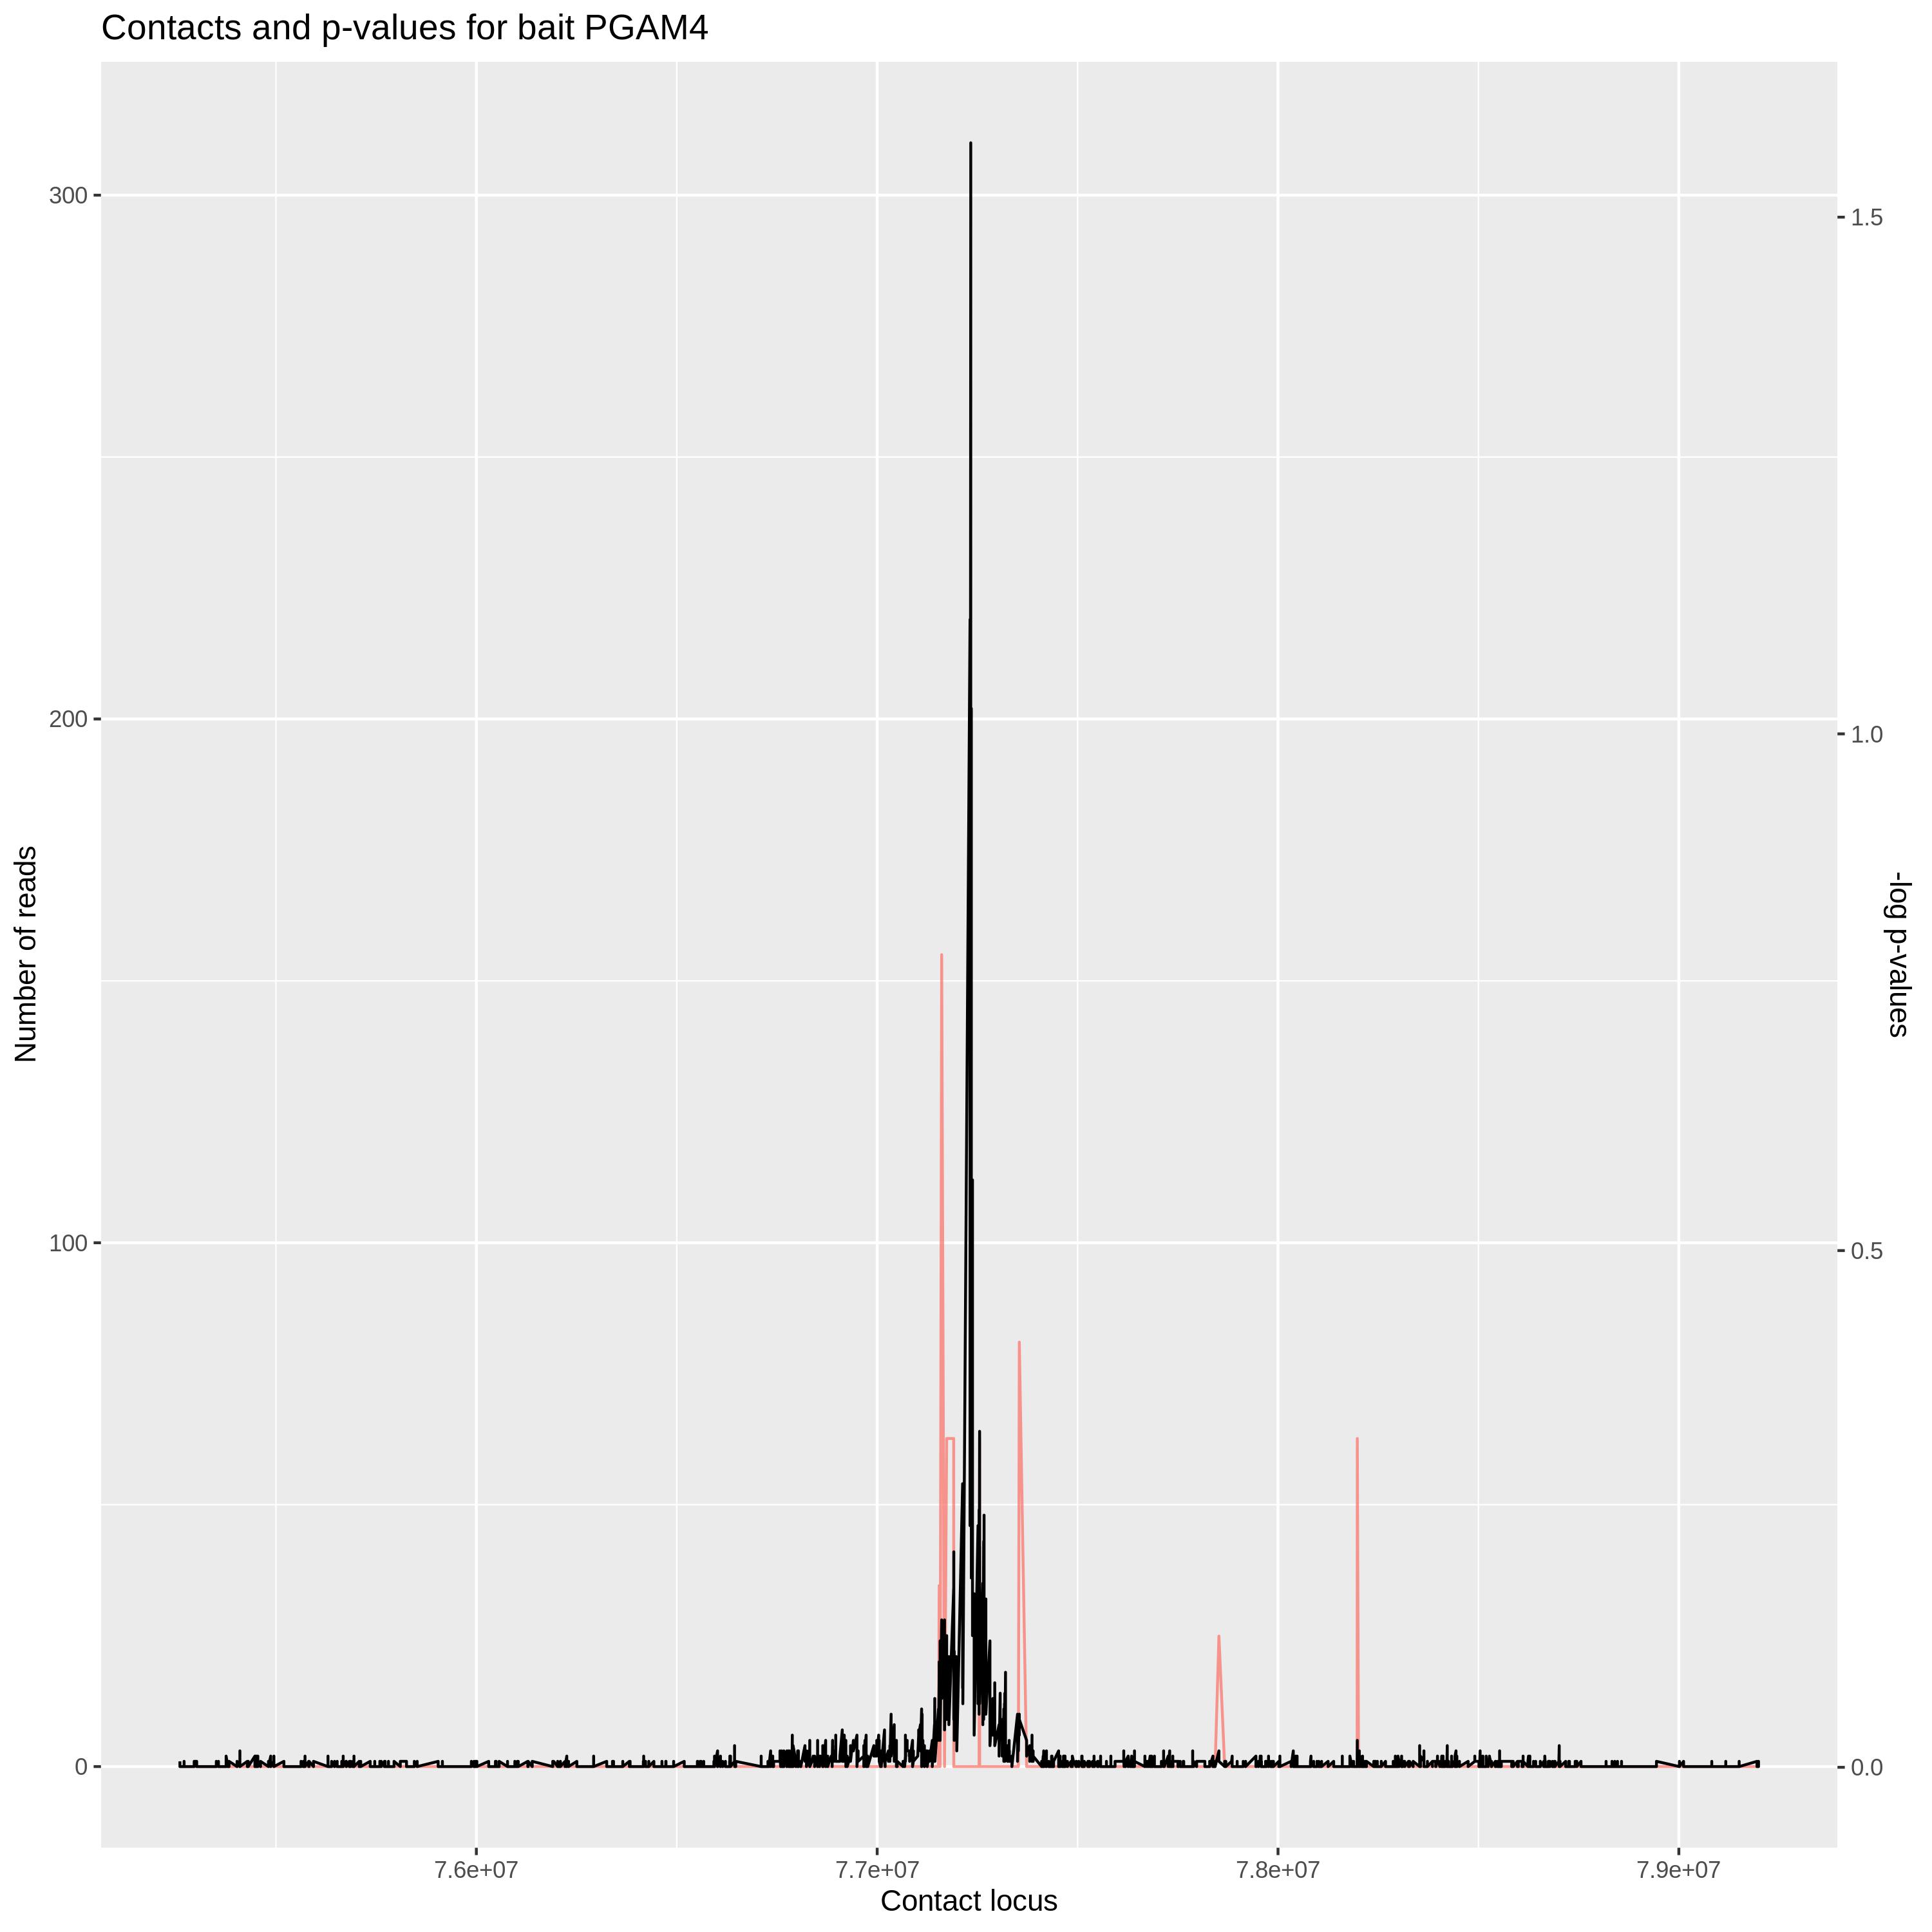 Contacts and p-values for bait PGAM4
300
200
100
0
Number of reads
1.5
1.0
0.5
0.0
-log p-values
7.6e+07
7.7e+07
7.8e+07
7.9e+07
Contact locus